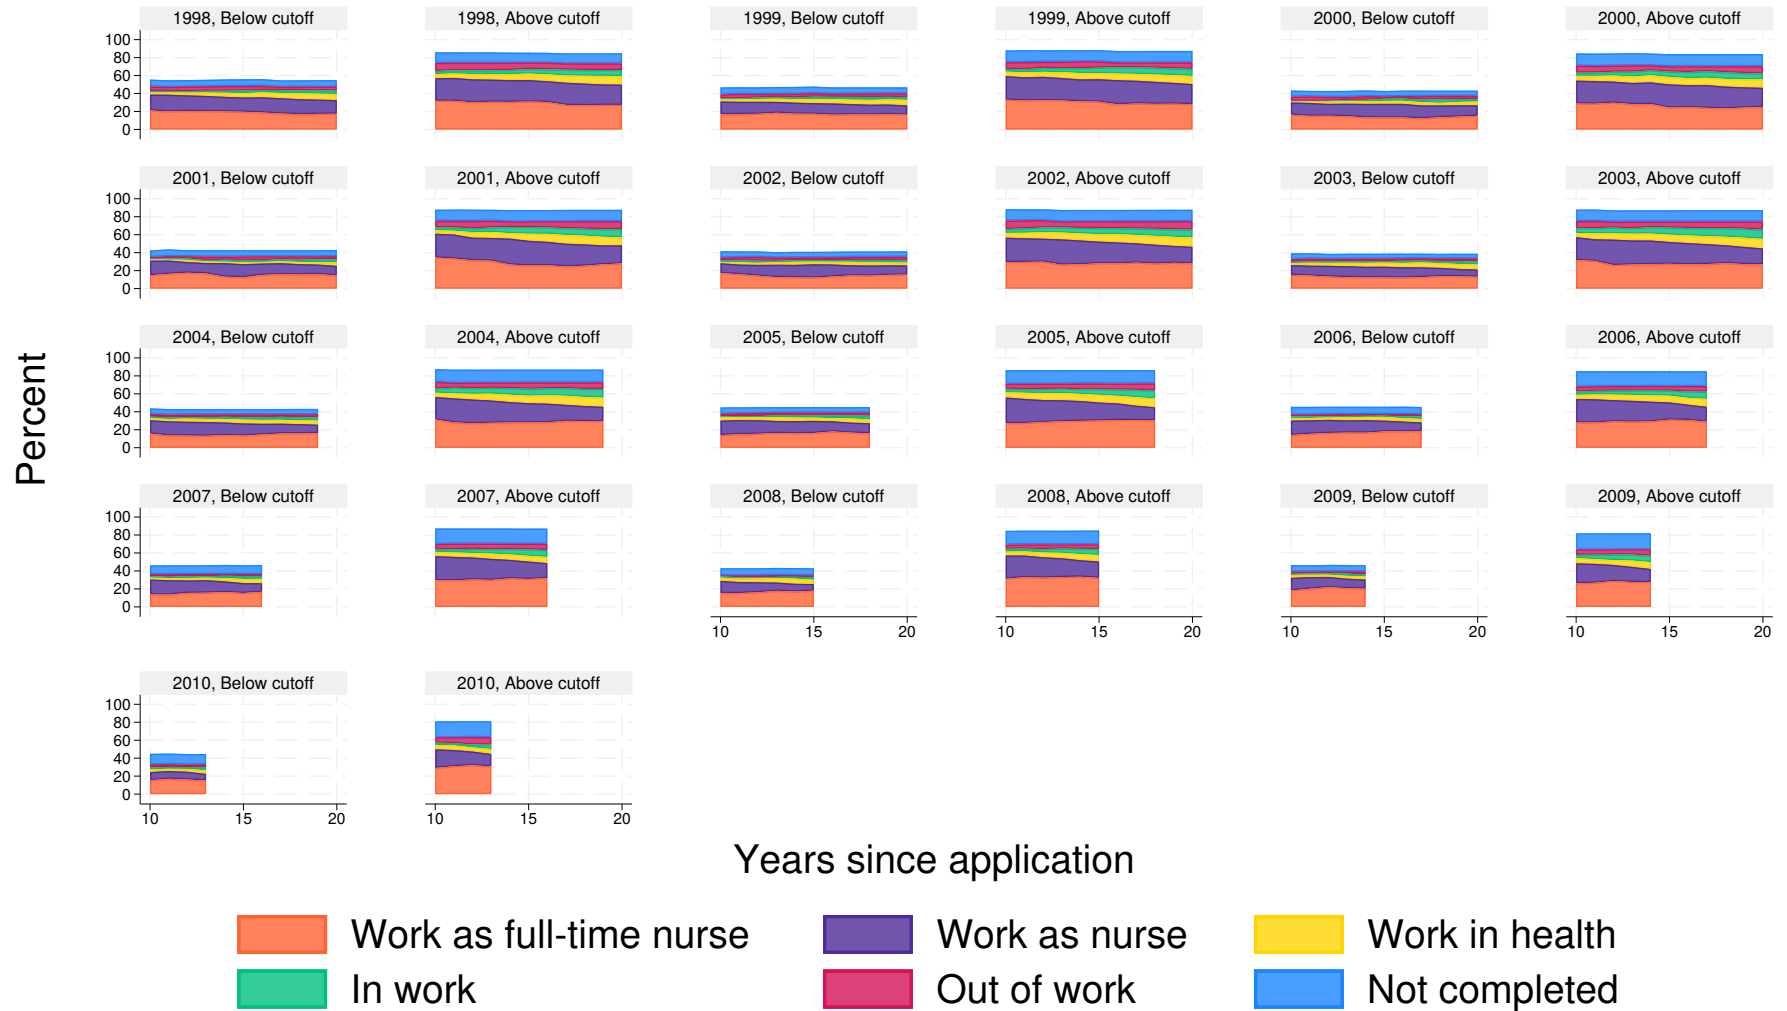 1998, Below cutoff
1998, Above cutoff
1999, Below cutoff
1999, Above cutoff
2000, Below cutoff
2000, Above cutoff
100
80
60
40
20
0
2001, Below cutoff
2001, Above cutoff
2002, Below cutoff
2002, Above cutoff
2003, Below cutoff
2003, Above cutoff
100
80
60
40
20
0
2004, Below cutoff
2004, Above cutoff
2005, Below cutoff
2005, Above cutoff
2006, Below cutoff
2006, Above cutoff
100
80
60
40
20
0
Percent
2007, Below cutoff
2007, Above cutoff
2008, Below cutoff
2008, Above cutoff
2009, Below cutoff
2009, Above cutoff
100
80
60
40
20
0
10 15 20
10 15 20
10 15 20
10 15 20
2010, Below cutoff
2010, Above cutoff
100
80
60
40
20
0
10 15 20
10 15 20
Years since application
Work as full-time nurse
Work as nurse
Work in health
In work
Out of work
Not completed